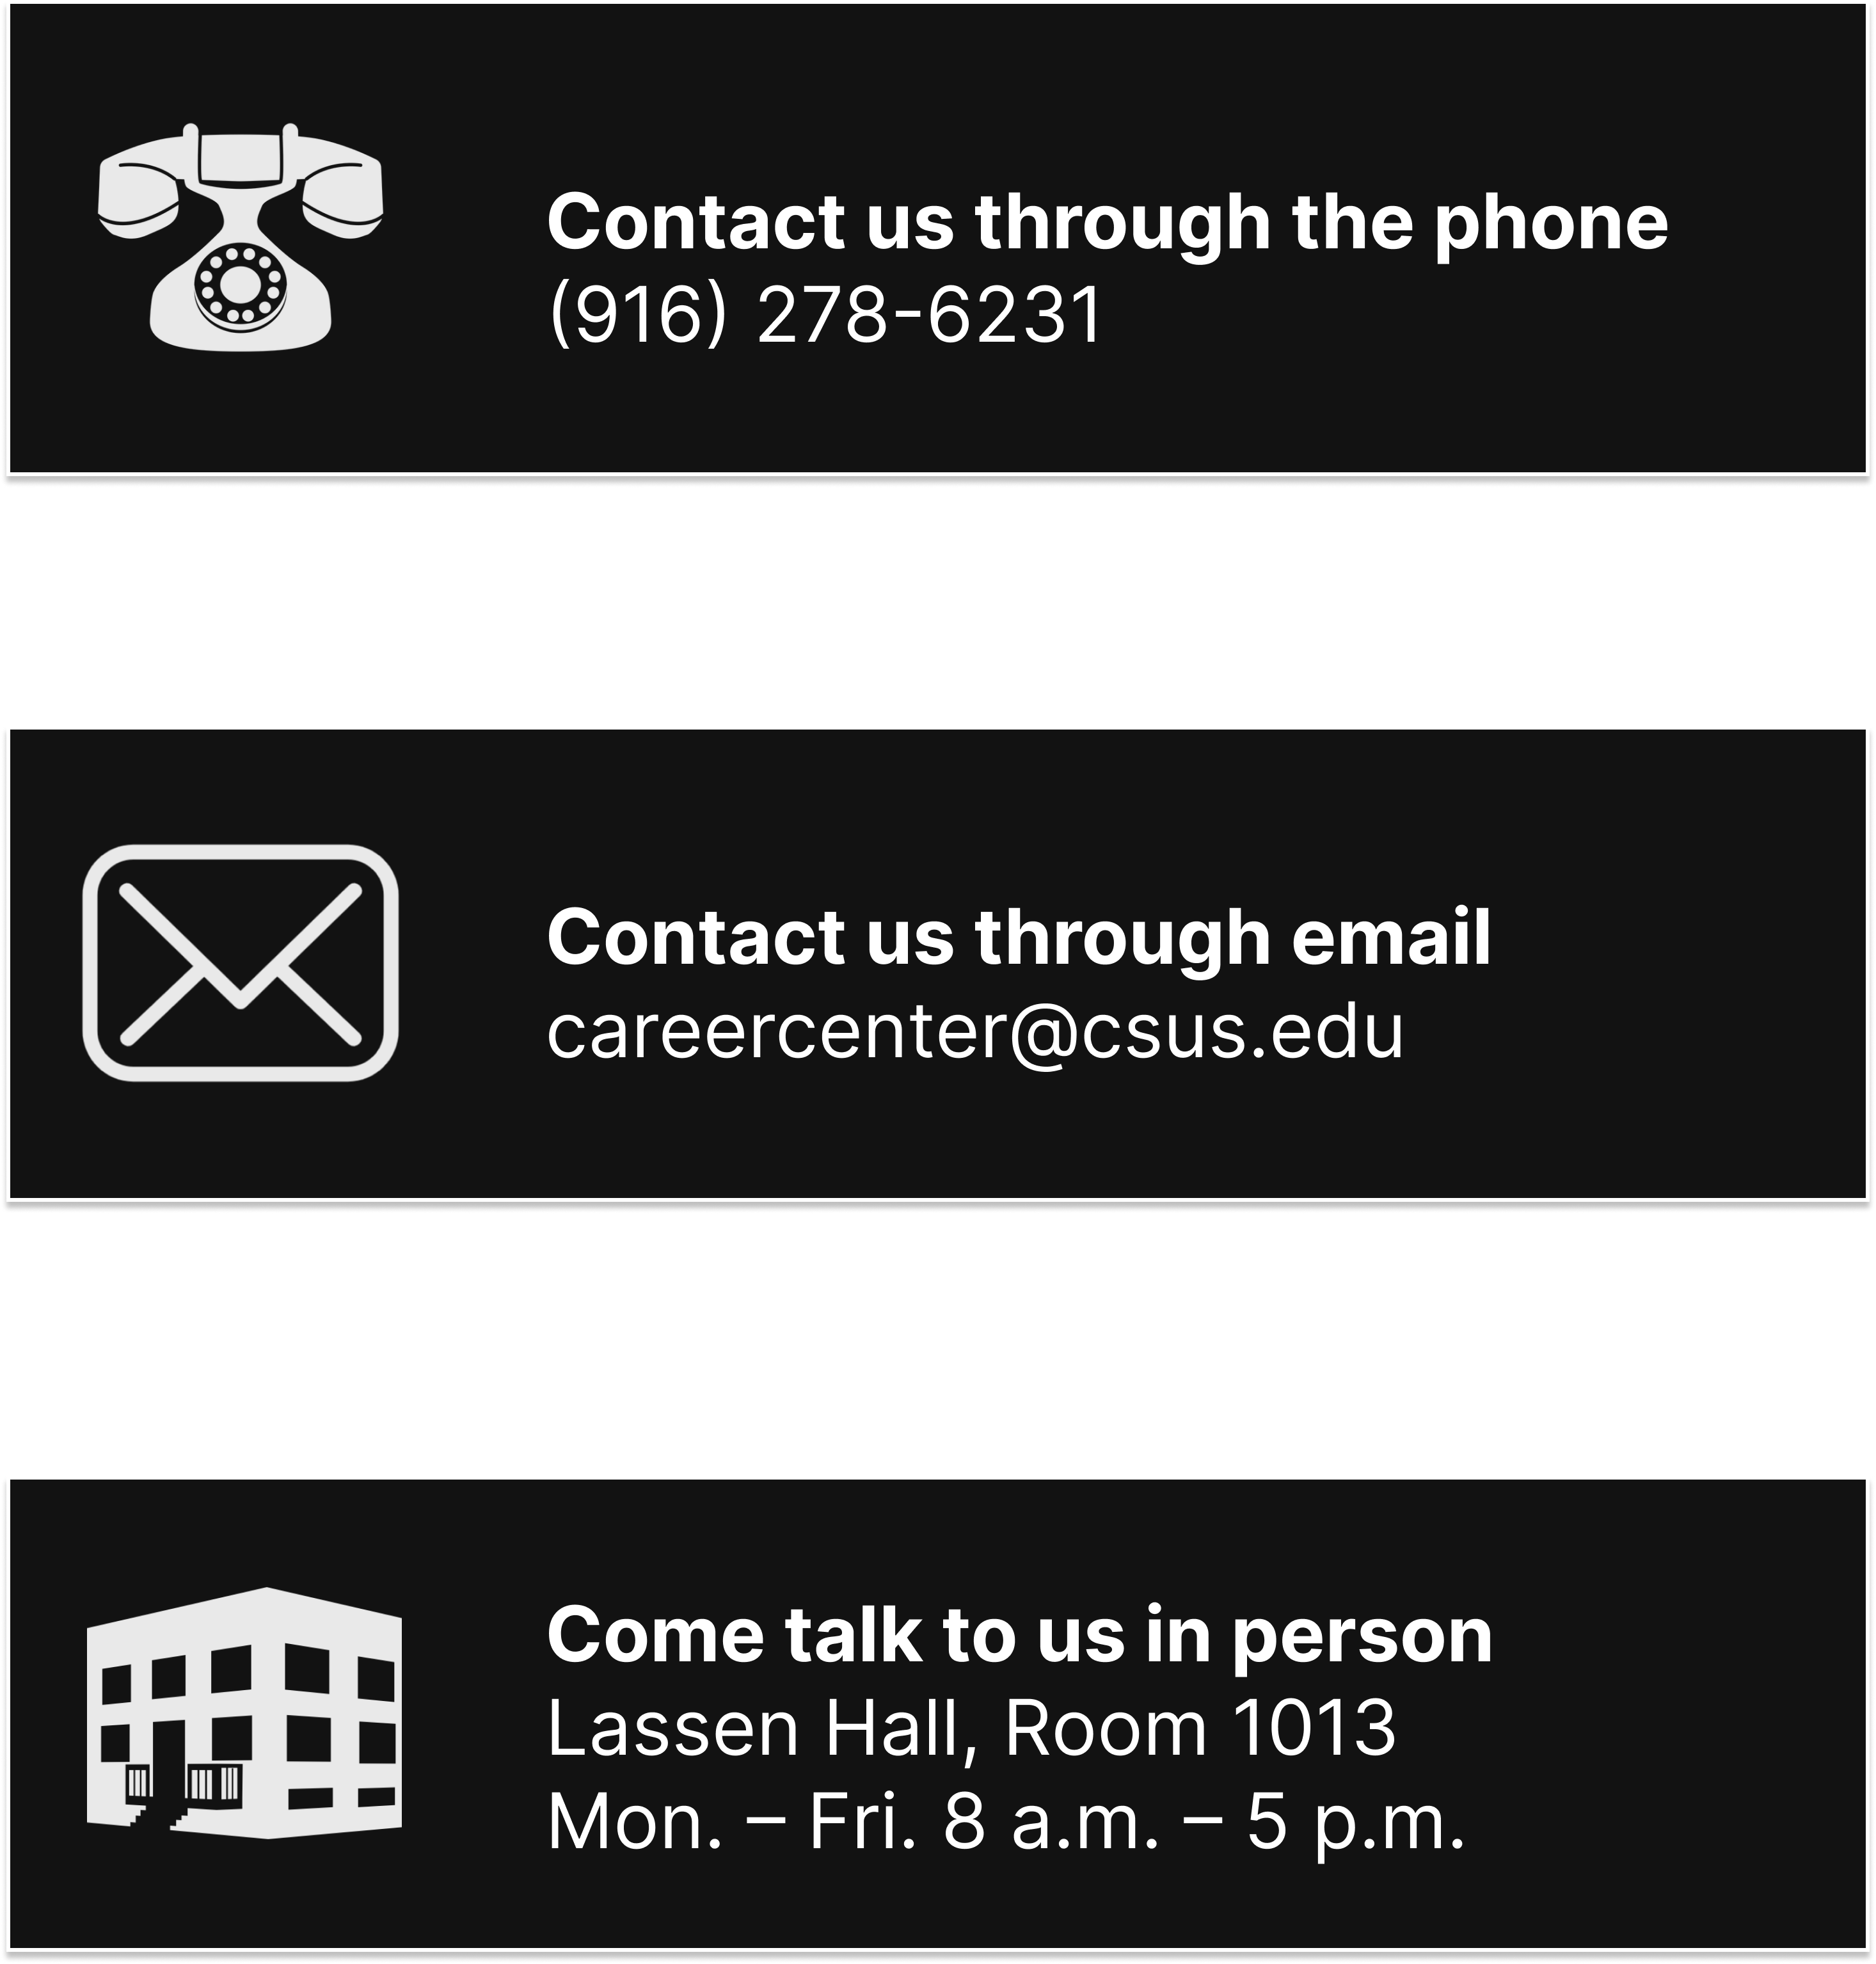 Contact us through the phone
(916) 278-6231
Contact us through email
careercenter@csus.edu
Come talk to us in person
Lassen Hall, Room 1013
Mon. – Fri. 8 a.m. – 5 p.m.